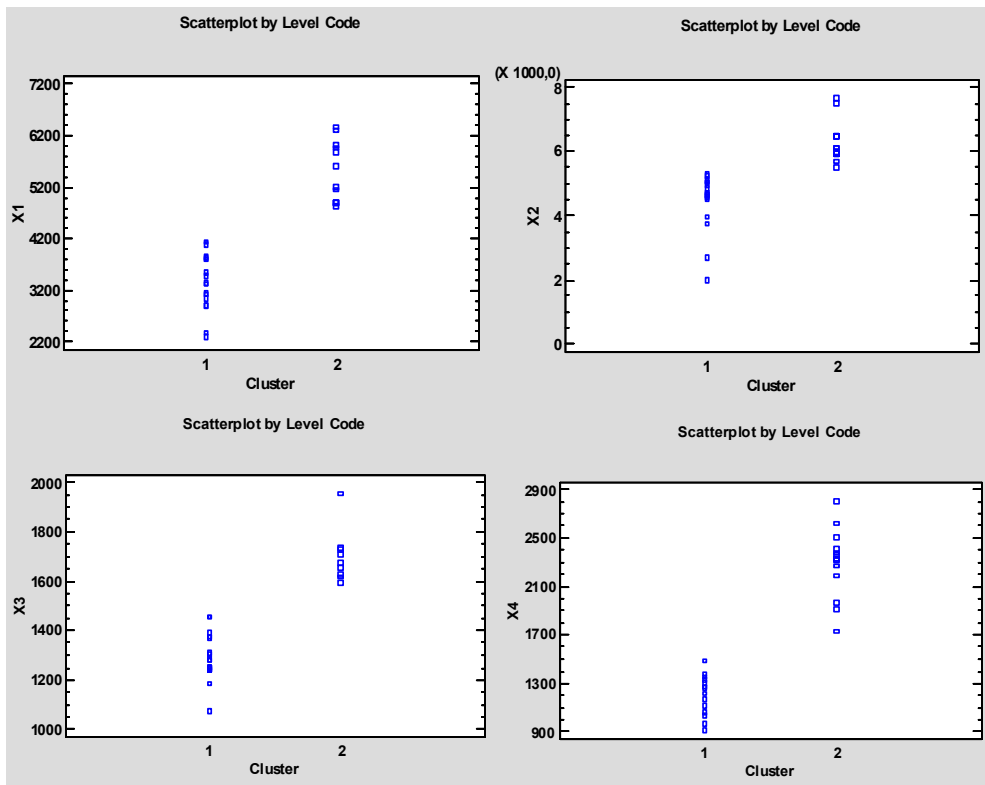 Scatterplot by Level Code
X1
7200
6200
5200
4200
3200
2200
1 2
Cluster
Scatterplot by Level Code
(X 1000,0)
X2
8
6
4
2
0
1 2
Cluster
Scatterplot by Level Code
X3
2000
1800
1600
1400
1200
1000
1 2
Cluster
Scatterplot by Level Code
X4
2900
2500
2100
1700
1300
900
1 2
Cluster